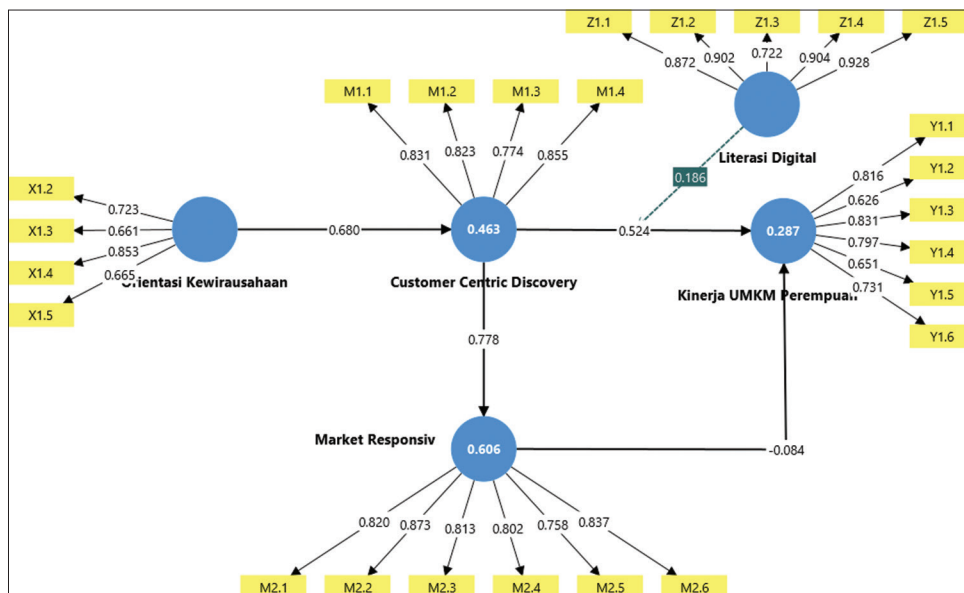 Z1.1 Z1.2 Z1.3 Z1.4 Z1.5
0.872 0.902 0.722 0.904 0.928
Literasi Digital
M1.1 M1.2 M1.3 M1.4
0.831 0.823 0.774 0.855
0.186
Y1.1
Y1.2
Y1.3
Y1.4
Y1.5
Y1.6
0.816
0.626
0.831
0.797
0.651
0.731
X1.2
X1.3
X1.4
X1.5
0.723
0.661
0.853
0.665
0.680
0.463
0.524
0.287
Orientasi Kewirausahaan
Customer Centric Discovery
Kinerja UMKM Perempuan
0.778
Market Responsiv
0.606
-0.084
0.820 0.873 0.813 0.802 0.758 0.837
M2.1 M2.2 M2.3 M2.4 M2.5 M2.6